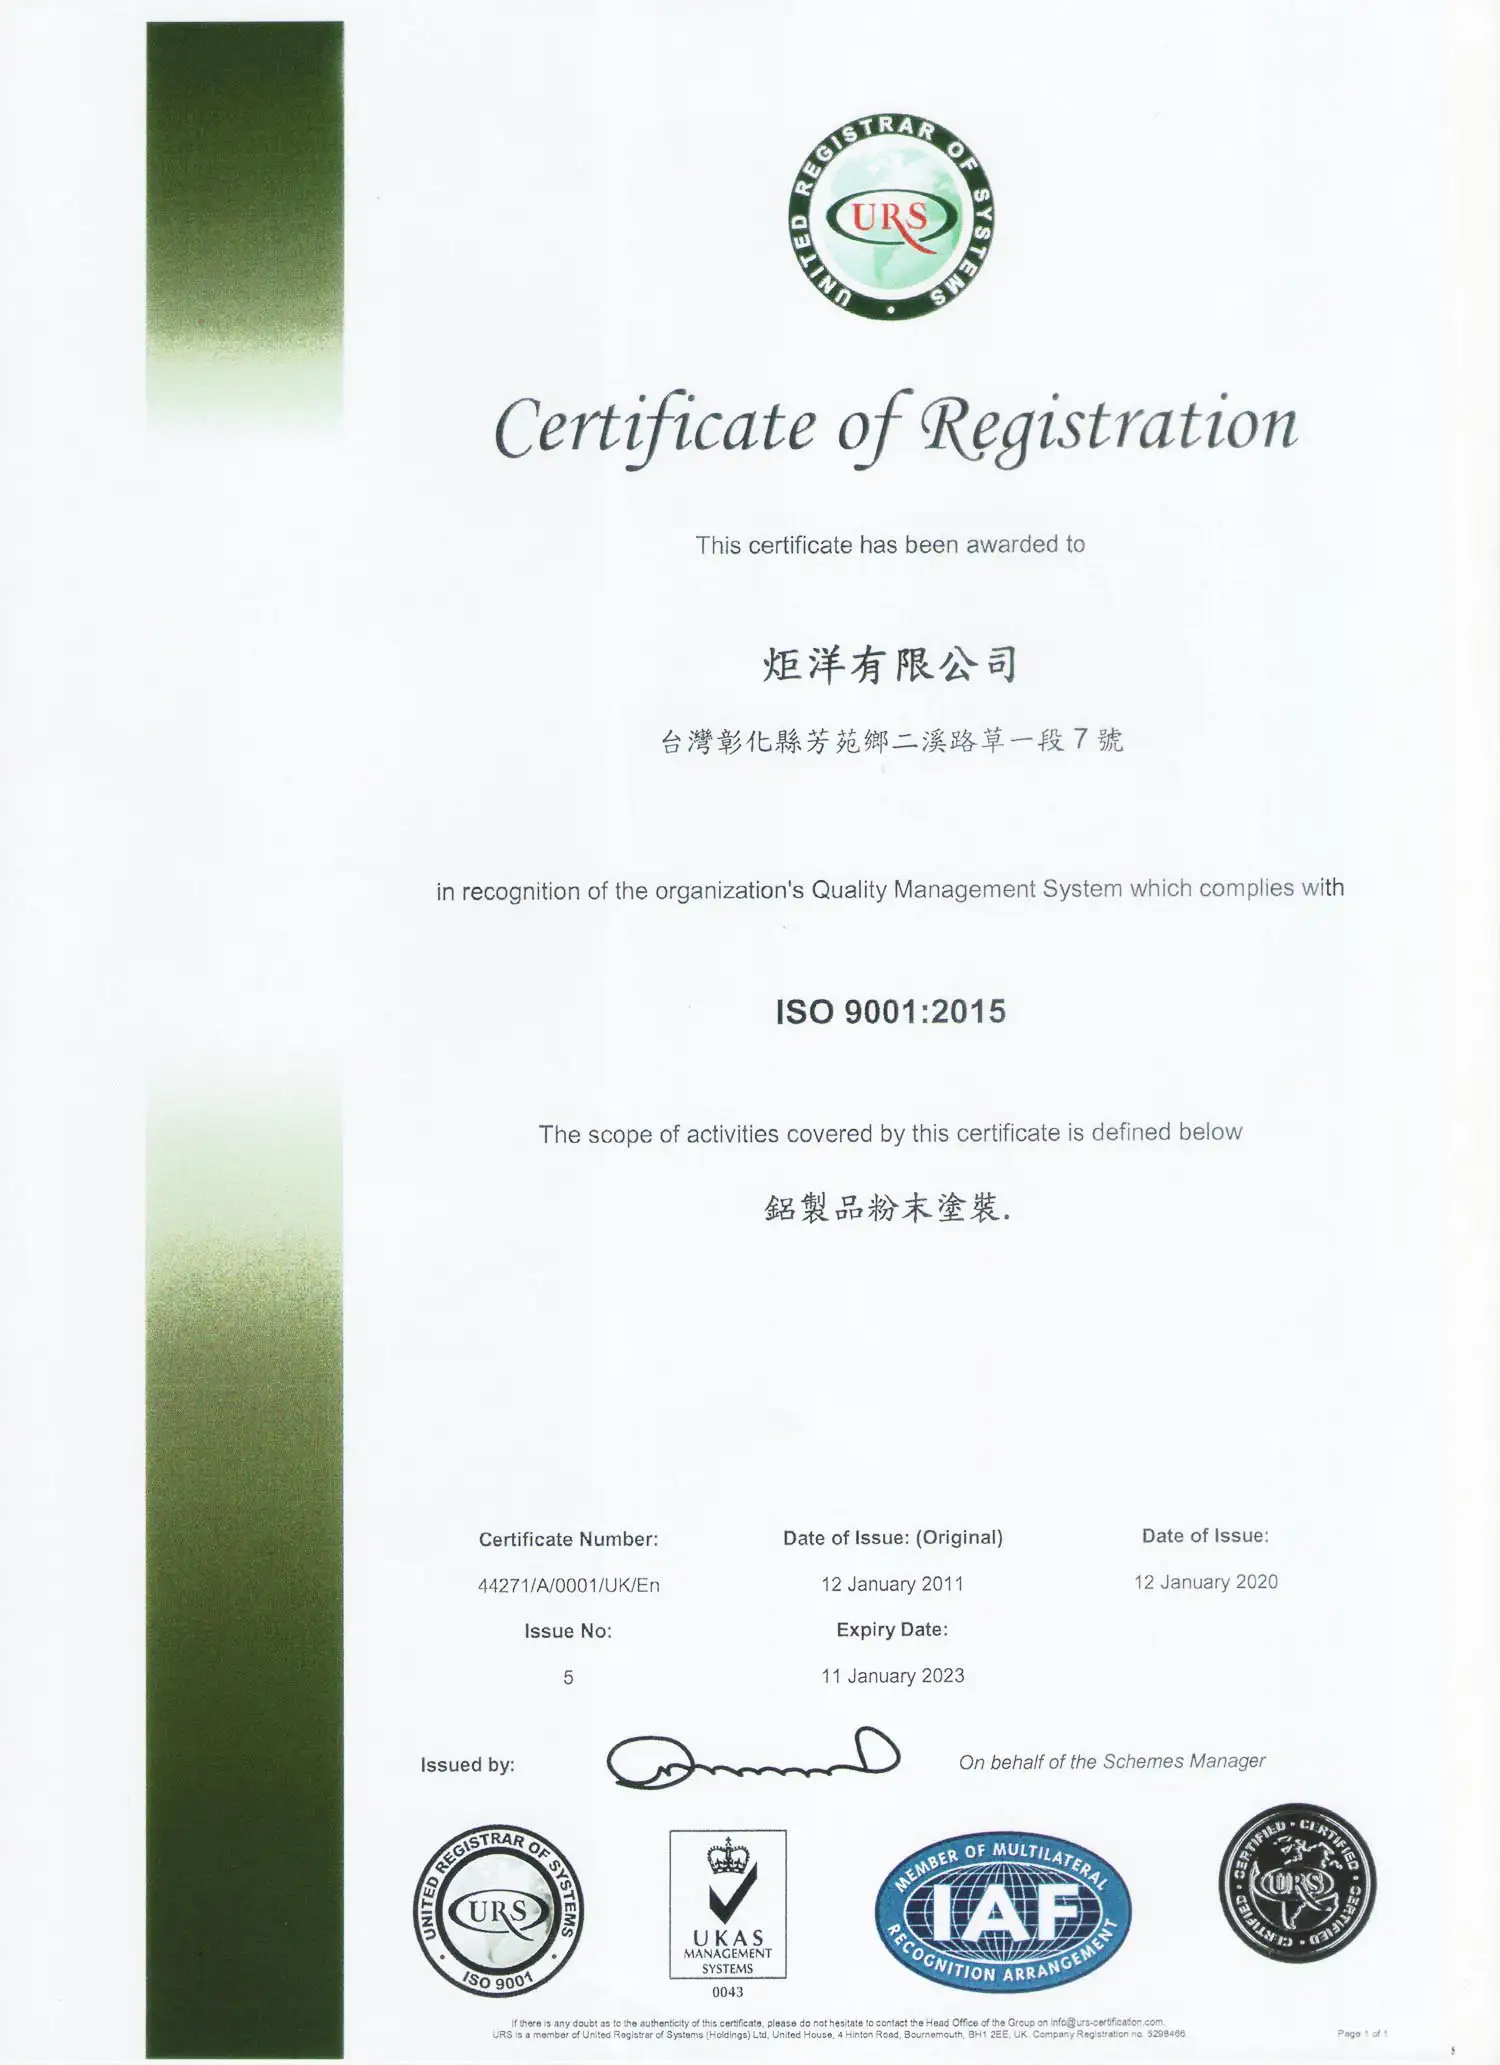 UNITED REGISTRAR OF SYSTEMS
URS
Certificate of Registration
This certificate has been awarded to
炬洋有限公司
台灣彰化縣芳苑鄉二溪路草一段 7 號
in recognition of the organization's Quality Management System which complies with
ISO 9001:2015
The scope of activities covered by this certificate is defined below
鋁製品粉末塗裝.
Certificate Number:
Date of Issue: (Original)
Date of Issue:
44271/A/0001/UK/En
12 January 2011
12 January 2020
Issue No:
Expiry Date:
5
11 January 2023
Issued by:
On behalf of the Schemes Manager
UNITED REGISTRAR OF SYSTEMS
URS
ISO 9001
UKAS
MANAGEMENT
SYSTEMS
0043
MEMBER OF MULTILATERAL
IAF
RECOGNITION ARRANGEMENT
CERTIFIED • CERTIFIED • CERTIFIED • CERTIFIED • CERTIFIED
URS
If there is any doubt as to the authenticity of this certificate, please do not hesitate to contact the Head Office of the Group on info@urs-certification.com.
URS is a member of United Registrar of Systems (Holdings) Ltd, United House, 4 Hinton Road, Bournemouth, BH1 2EE, UK. Company Registration no. 5298466
Page 1 of 1